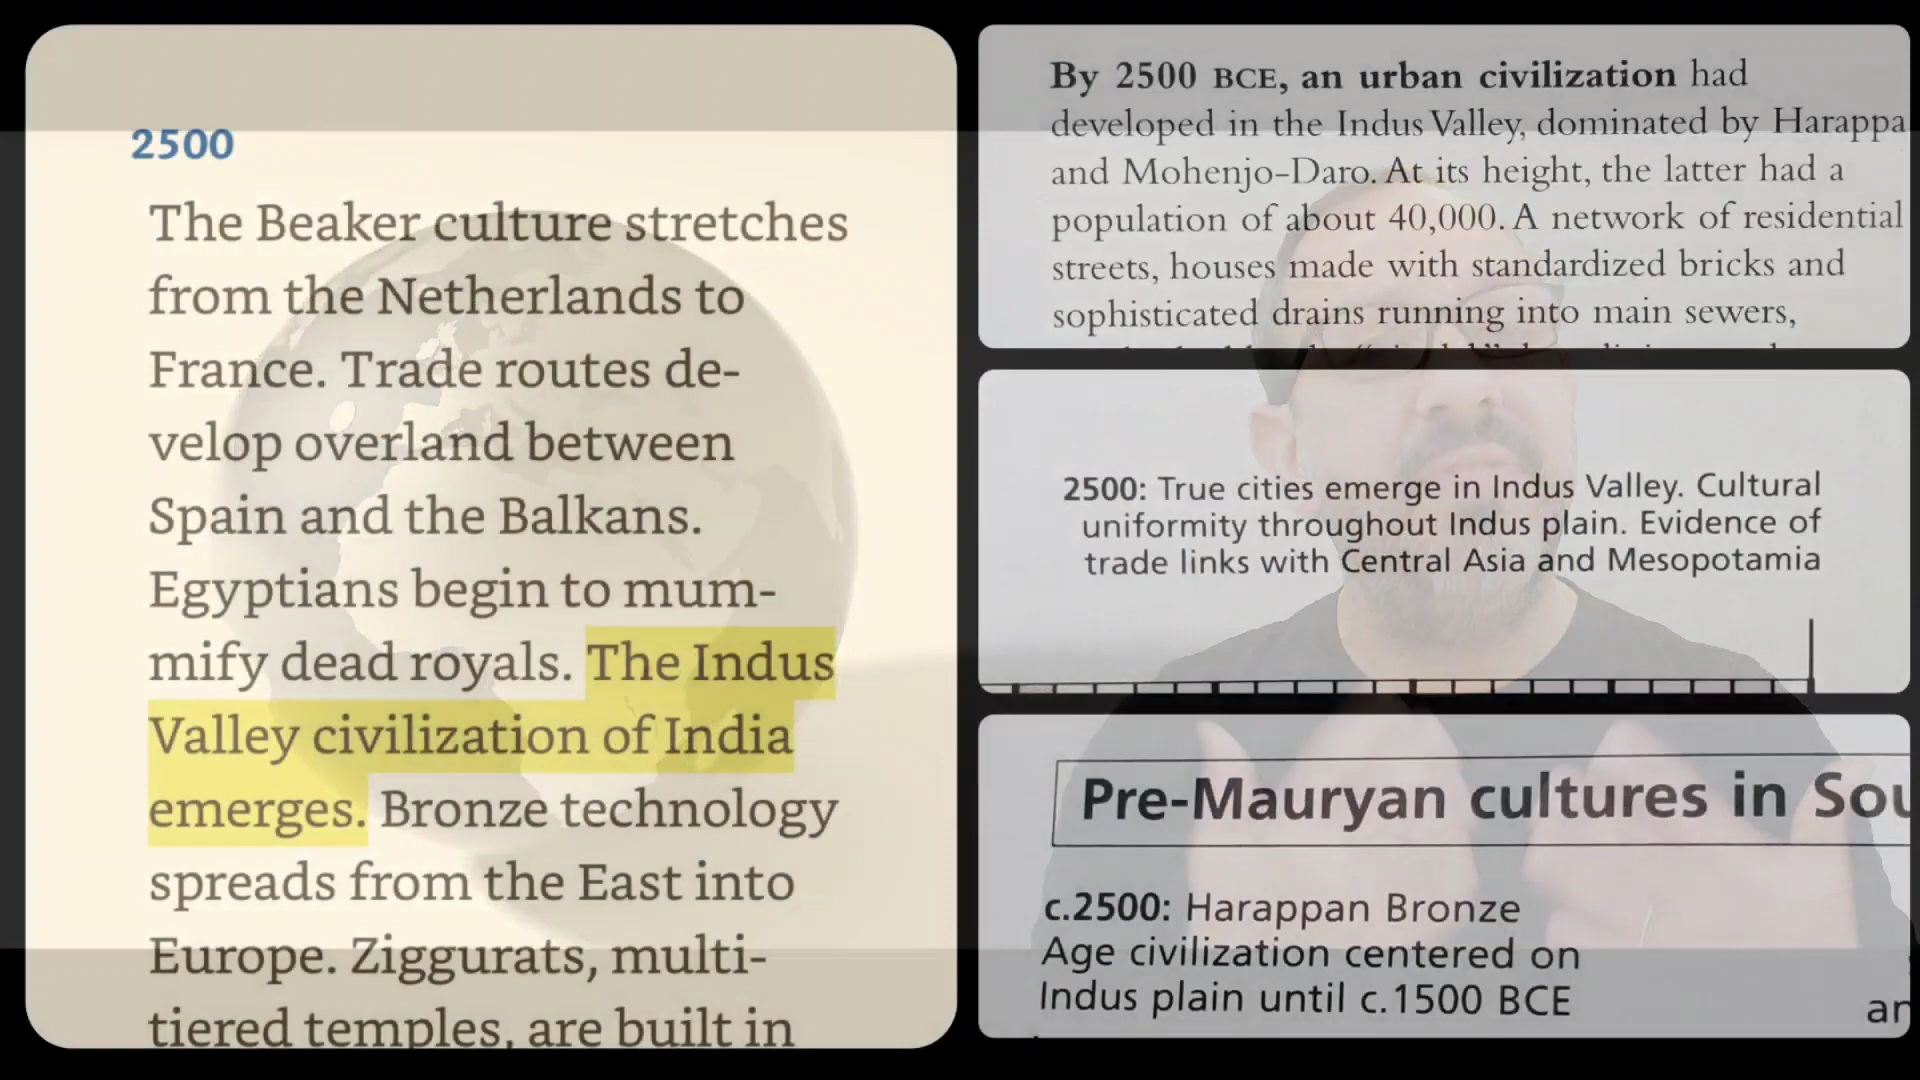 2500
The Beaker culture stretches
from the Netherlands to
France. Trade routes de-
velop overland between
Spain and the Balkans.
Egyptians begin to mum-
mify dead royals. The Indus
Valley civilization of India
emerges. Bronze technology
spreads from the East into
Europe. Ziggurats, multi-
tiered temples, are built in
By 2500 BCE, an urban civilization had
developed in the Indus Valley, dominated by Harappa
and Mohenjo-Daro. At its height, the latter had a
population of about 40,000. A network of residential
streets, houses made with standardized bricks and
sophisticated drains running into main sewers,
2500: True cities emerge in Indus Valley. Cultural
uniformity throughout Indus plain. Evidence of
trade links with Central Asia and Mesopotamia
Pre-Mauryan cultures in Sou
c.2500: Harappan Bronze
Age civilization centered on
Indus plain until c.1500 BCE